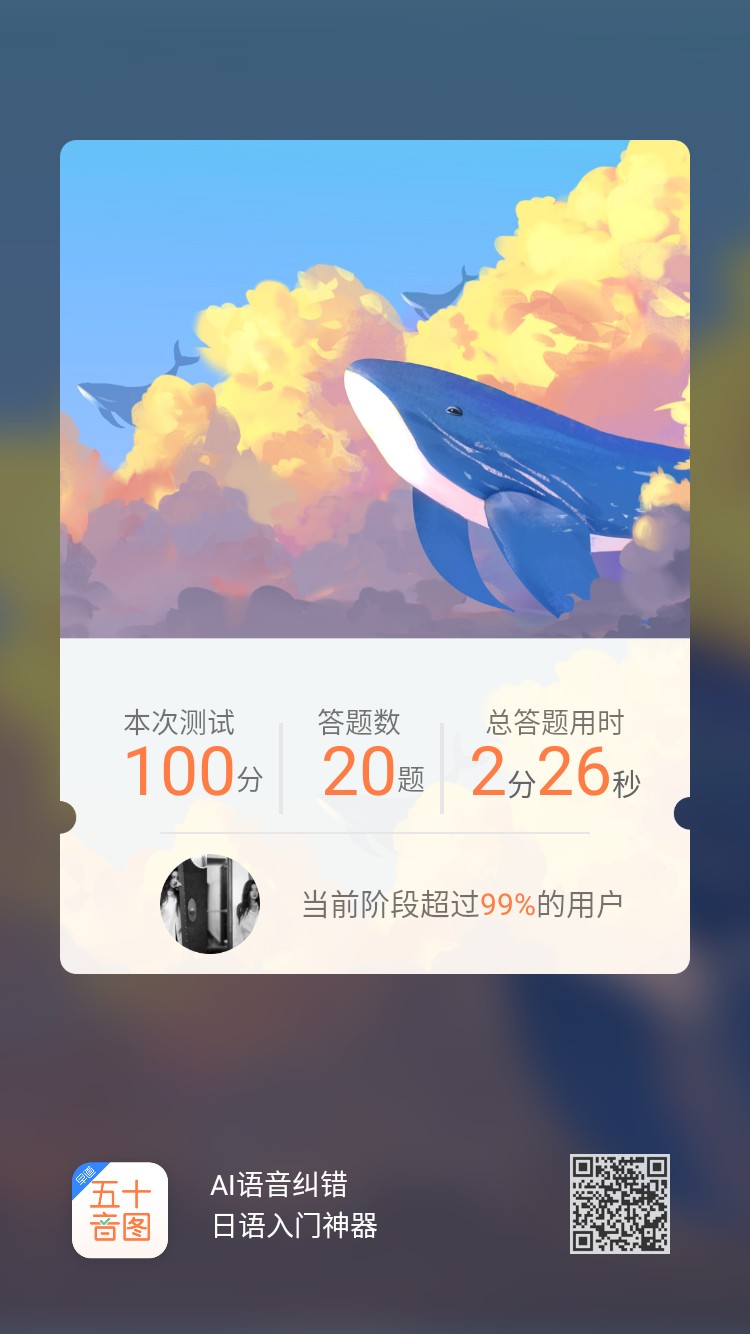 本次测试
答题数
总答题用时
100分
20题
2分26秒
当前阶段超过99%的用户
早道
五十
音图
AI语音纠错
日语入门神器